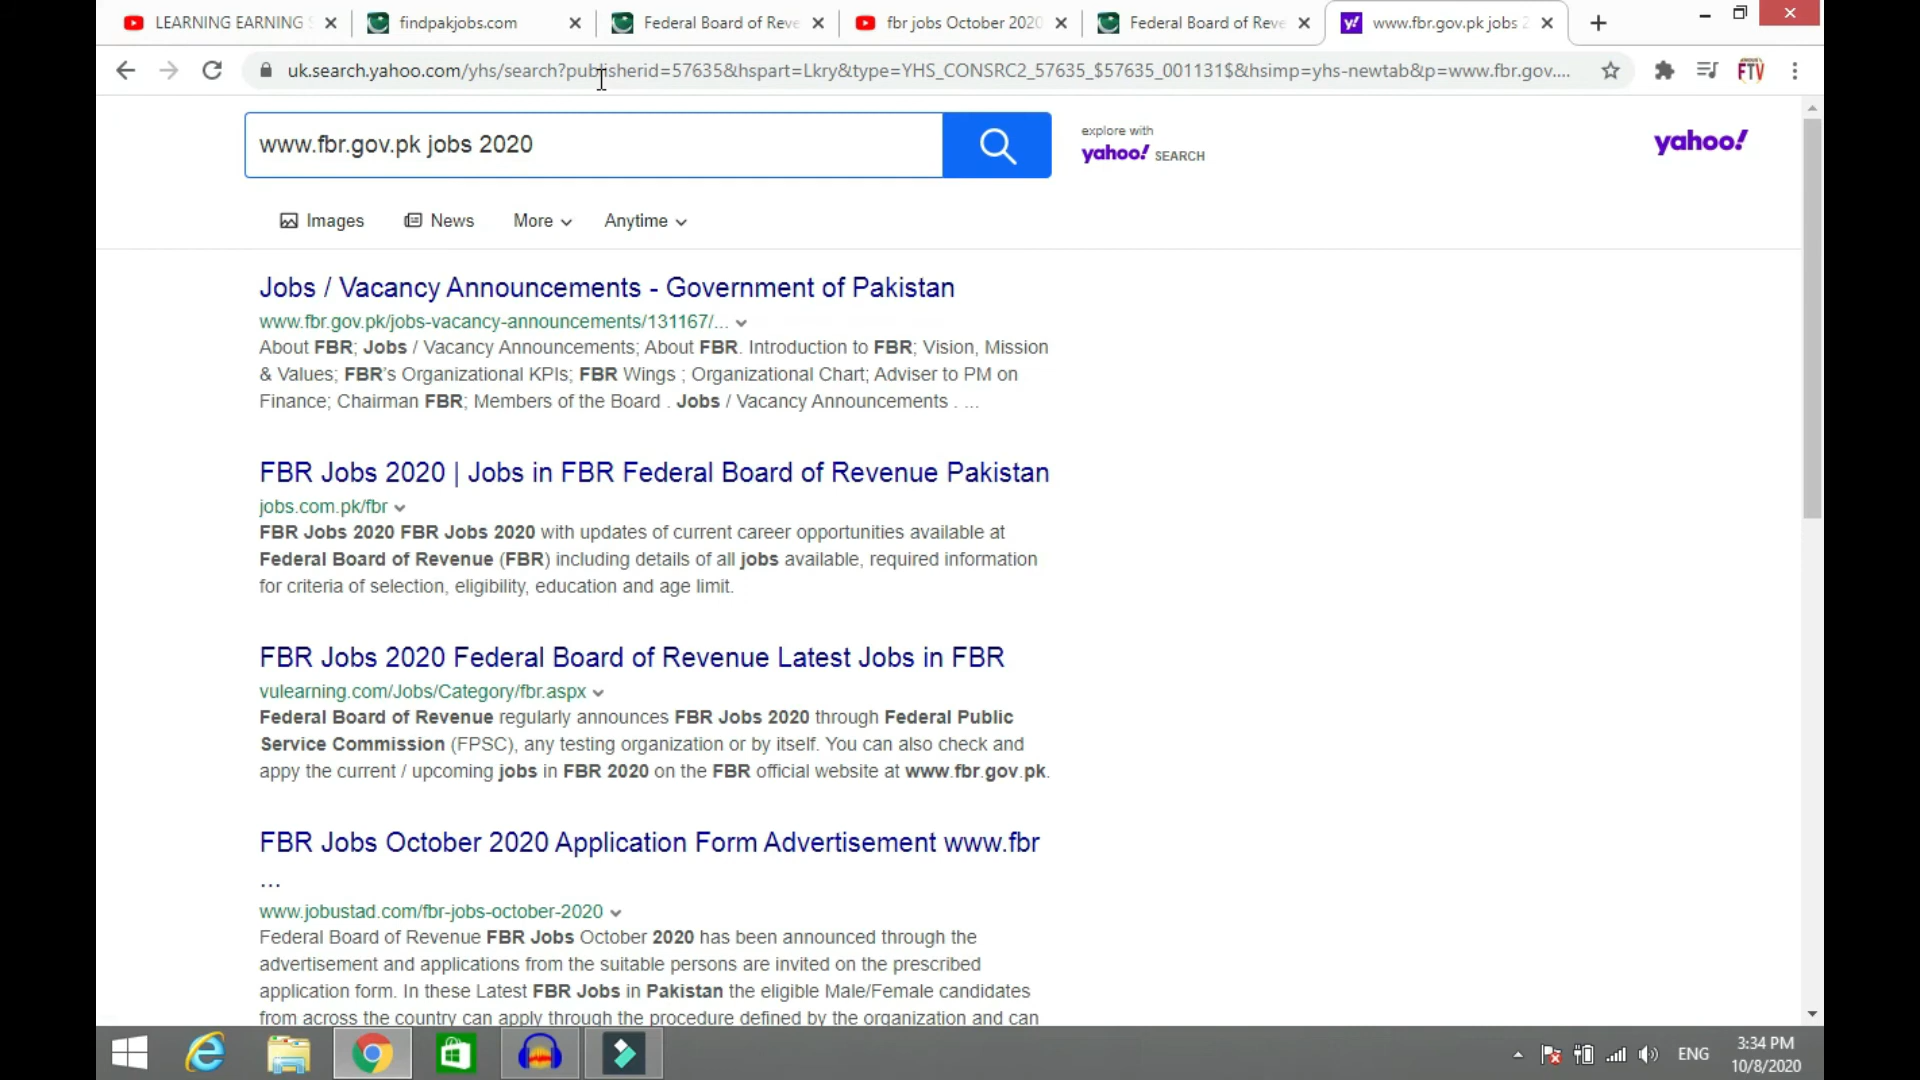 LEARNING EARNING
findpakjobs.com
Federal Board of Reve
fbr jobs October 2020
Federal Board of Reve
www.fbr.gov.pk jobs 2
uk.search.yahoo.com/yhs/search?publisherid=57635&hspart=Lkry&type=YHS_CONSRC2_57635_$57635_001131$&hsimp=yhs-newtab&p=www.fbr.gov....
FTV
www.fbr.gov.pk jobs 2020
explore with
yahoo! SEARCH
yahoo!
Images
News
More
Anytime
Jobs / Vacancy Announcements - Government of Pakistan
www.fbr.gov.pk/jobs-vacancy-announcements/131167/...
About FBR; Jobs / Vacancy Announcements; About FBR. Introduction to FBR; Vision, Mission
& Values; FBR's Organizational KPIs; FBR Wings ; Organizational Chart; Adviser to PM on
Finance; Chairman FBR; Members of the Board . Jobs / Vacancy Announcements . ...
FBR Jobs 2020 | Jobs in FBR Federal Board of Revenue Pakistan
jobs.com.pk/fbr
FBR Jobs 2020 FBR Jobs 2020 with updates of current career opportunities available at
Federal Board of Revenue (FBR) including details of all jobs available, required information
for criteria of selection, eligibility, education and age limit.
FBR Jobs 2020 Federal Board of Revenue Latest Jobs in FBR
vulearning.com/Jobs/Category/fbr.aspx
Federal Board of Revenue regularly announces FBR Jobs 2020 through Federal Public
Service Commission (FPSC), any testing organization or by itself. You can also check and
appy the current / upcoming jobs in FBR 2020 on the FBR official website at www.fbr.gov.pk.
FBR Jobs October 2020 Application Form Advertisement www.fbr
...
www.jobustad.com/fbr-jobs-october-2020
Federal Board of Revenue FBR Jobs October 2020 has been announced through the
advertisement and applications from the suitable persons are invited on the prescribed
application form. In these Latest FBR Jobs in Pakistan the eligible Male/Female candidates
from across the country can apply through the procedure defined by the organization and can
ENG
3:34 PM
10/8/2020